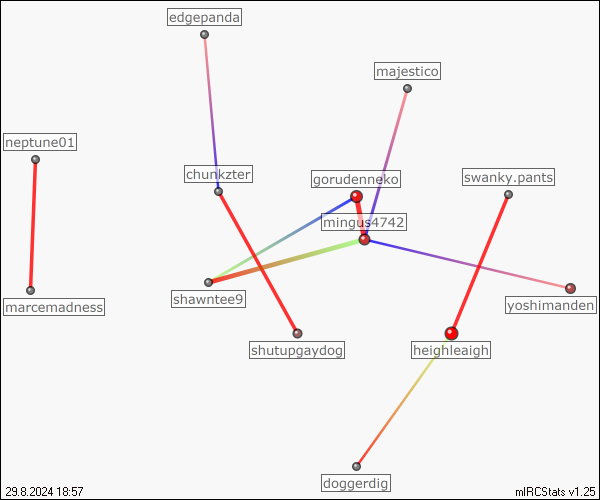 edgepanda
majestico
neptune01
chunkzter
gorudenneko
swanky.pants
mingus4742
shawntee9
marcemadness
yoshimanden
shutupgaydog
heighleaigh
doggerdig
29.8.2024 18:57
mIRCStats v1.25